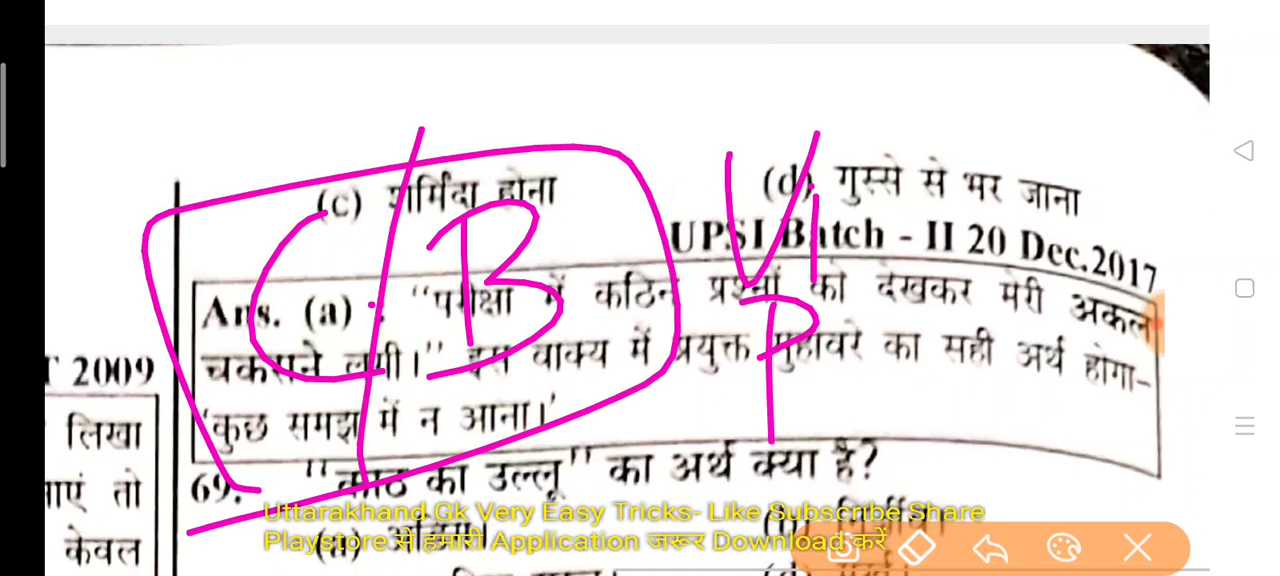 (c) शर्मिंदा होना
(d) गुस्से से भर जाना
UPSI Batch - II 20 Dec.2017
Ans. (a) : "परीक्षा में कठिन प्रश्नों को देखकर मेरी अकल
चकराने लगी।" इस वाक्य में प्रयुक्त मुहावरे का सही अर्थ होगा–
'कुछ समझ में न आना।'
C/B
VIP
2009
लिखा
केवल
तो
69. "काठ का उल्लू" का अर्थ क्या है?
Uttarakhand Gk Very Easy Tricks- Like Subscribe Share
Playstore से हमारी Application जरूर Download करें
(a)
(b)